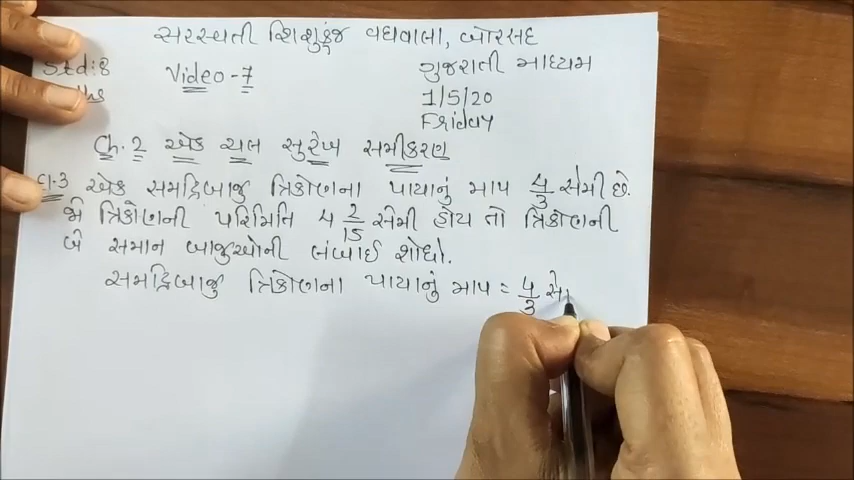 સરસ્વતી શિશુકુંજ વઘવાલા, બોરસદ
Std:8 Video-7 ગુજરાતી માધ્યમ
1/5/20
Friday
Ch.2 એક ચલ સુરેખ સમીકરણ
દા.3 એક સમદ્વિબાજુ ત્રિકોણના પાયાનું માપ 4/3 સેમી છે.
જો ત્રિકોણની પરિમિતિ 4 2/15 સેમી હોય તો ત્રિકોણની
બે સમાન બાજુઓની લંબાઈ શોધો.
સમદ્વિબાજુ ત્રિકોણના પાયાનું માપ = 4/3 સે